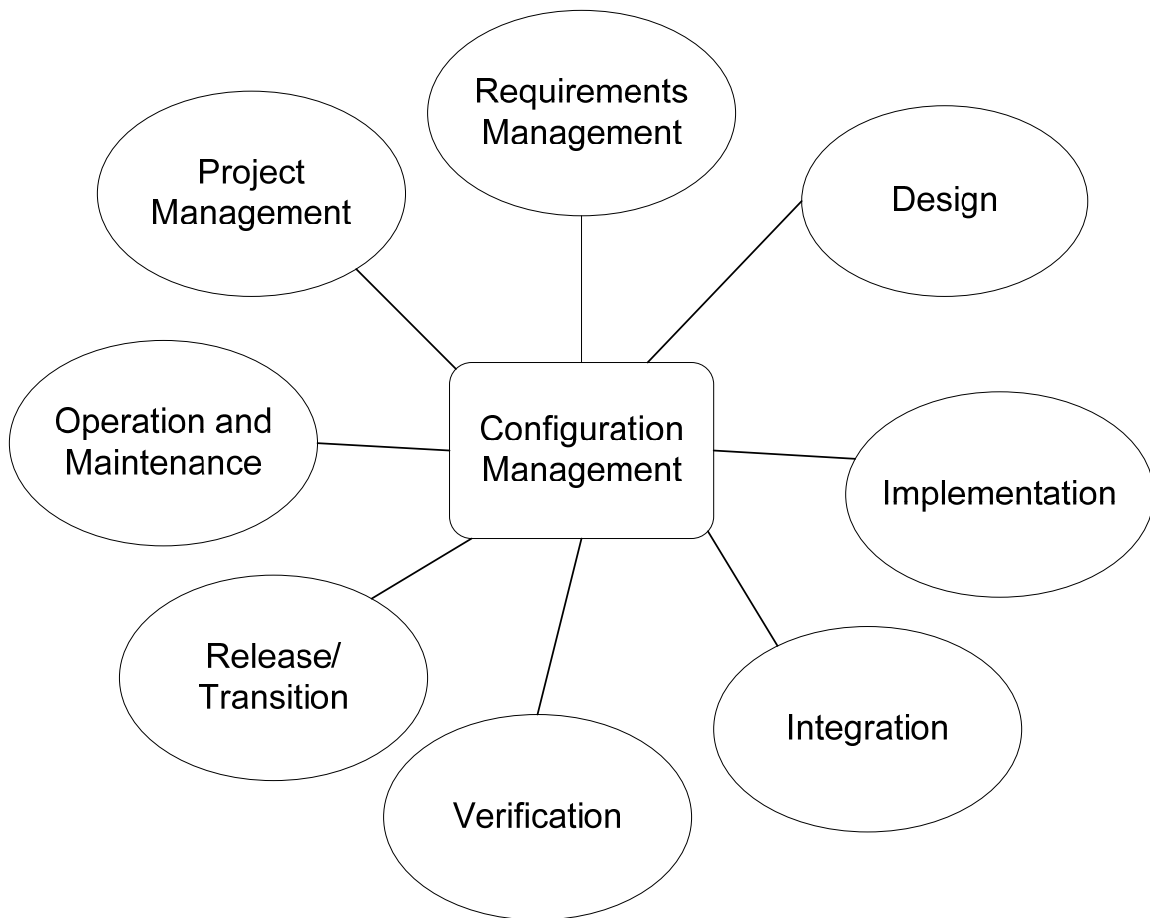 Requirements
Management
Project
Management
Design
Operation and
Maintenance
Configuration
Management
Implementation
Release/
Transition
Integration
Verification